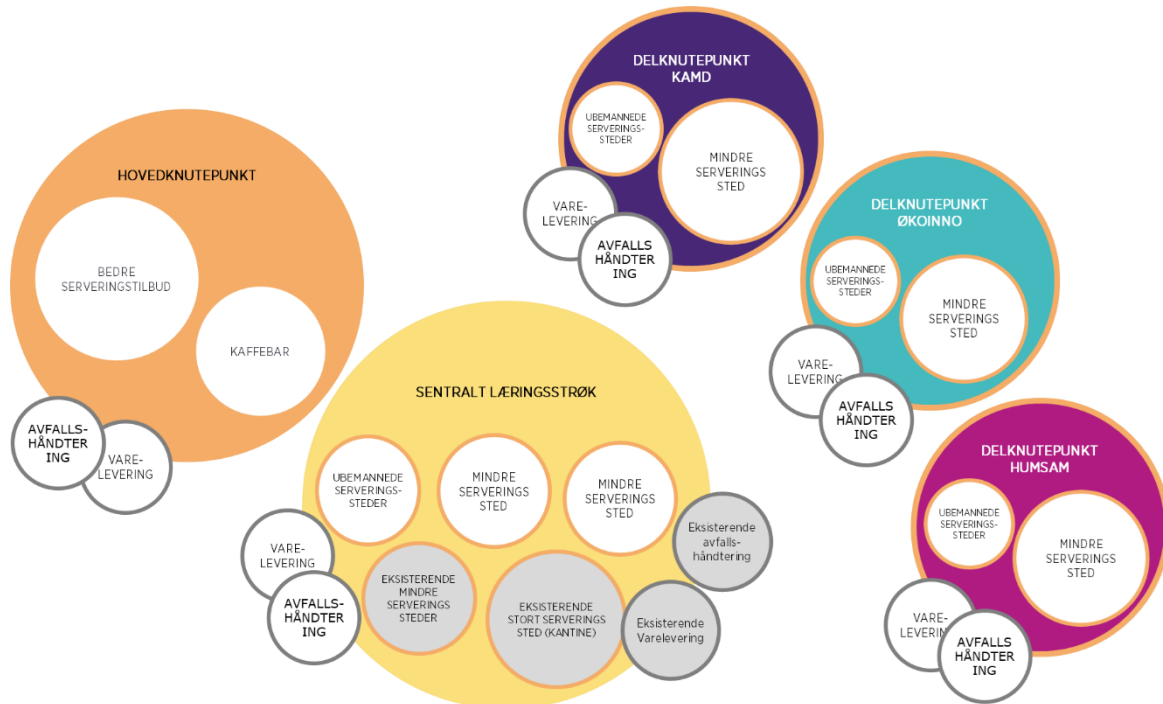 HOVEDKNUTEPUNKT
BEDRE
SERVERINGSTILBUD
KAFFEBAR
AVFALLS-
HÅNDTER
ING
VARE-
LEVERING
DELKNUTEPUNKT
KAMD
UBEMANNEDE
SERVERINGS-
STEDER
MINDRE
SERVERINGS
STED
VARE-
LEVERING
AVFALLS
HÅNDTER
ING
DELKNUTEPUNKT
ØKOINNO
UBEMANNEDE
SERVERINGS-
STEDER
MINDRE
SERVERINGS
STED
VARE-
LEVERING
AVFALLS
HÅNDTER
ING
SENTRALT LÆRINGSSTRØK
UBEMANNEDE
SERVERINGS-
STEDER
MINDRE
SERVERINGS
STED
MINDRE
SERVERINGS
STED
VARE-
LEVERING
AVFALLS-
HÅNDTER
ING
EKSISTERENDE
MINDRE
SERVERINGS
STEDER
EKSISTERENDE
STORT SERVERINGS
STED (KANTINE)
Eksisterende
avfalls-
håndtering
Eksisterende
Varelevering
DELKNUTEPUNKT
HUMSAM
UBEMANNEDE
SERVERINGS-
STEDER
MINDRE
SERVERINGS
STED
VARE-
LEVERING
AVFALLS
HÅNDTER
ING